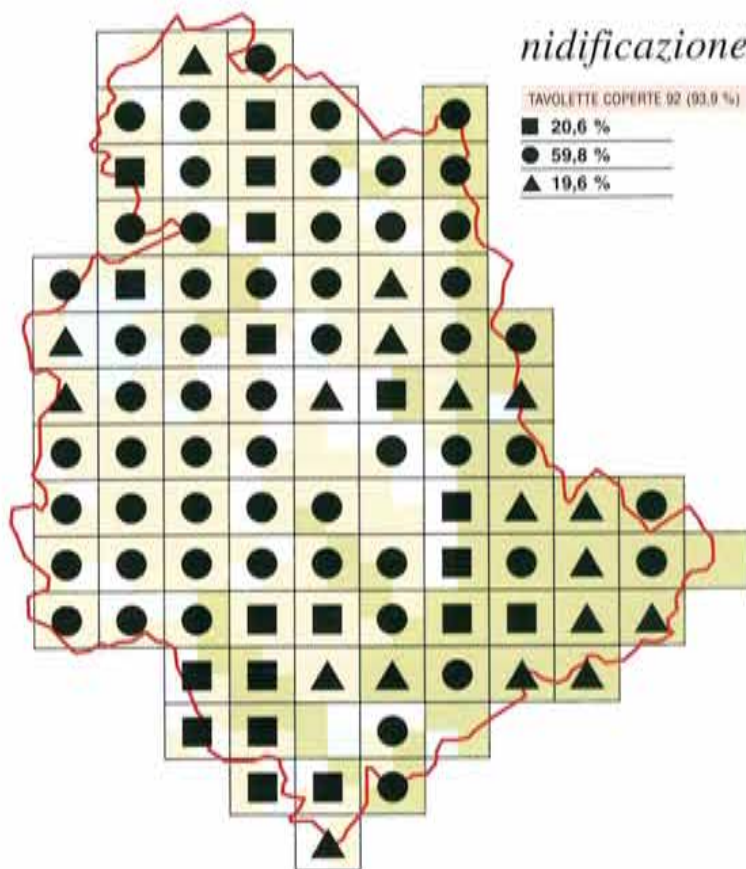 nidificazione
TAVOLETTE COPERTE 92 (93,9 %)
■ 20,6 %
● 59,8 %
▲ 19,6 %